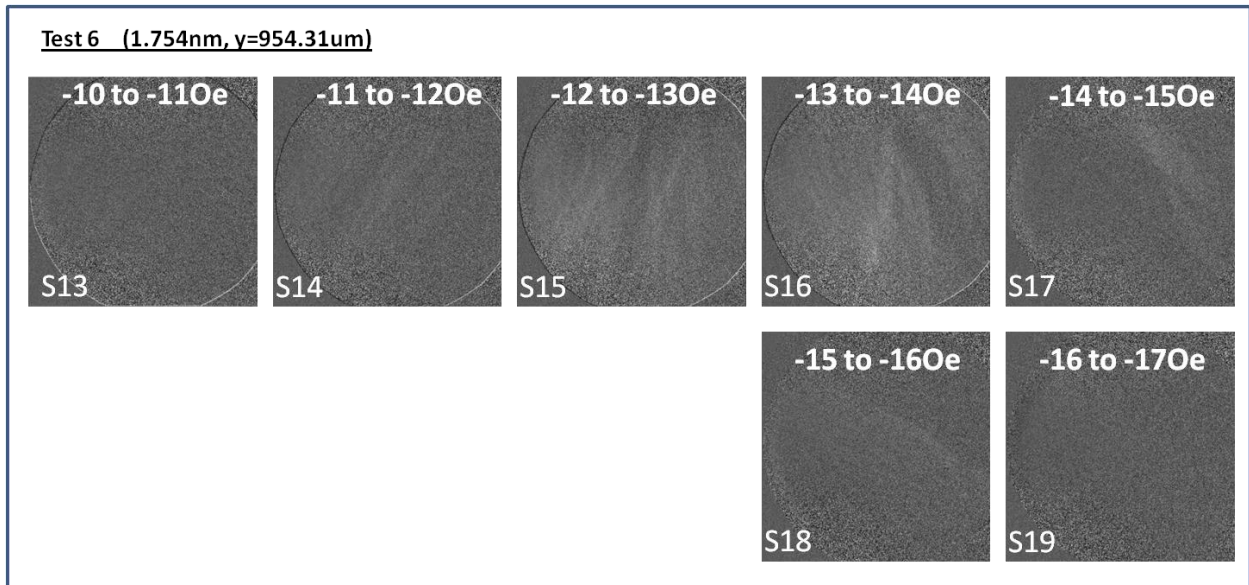 Test 6 (1.754nm, y=954.31um)
-10 to -11Oe
S13
-11 to -12Oe
S14
-12 to -13Oe
S15
-13 to -14Oe
S16
-14 to -15Oe
S17
-15 to -16Oe
S18
-16 to -17Oe
S19